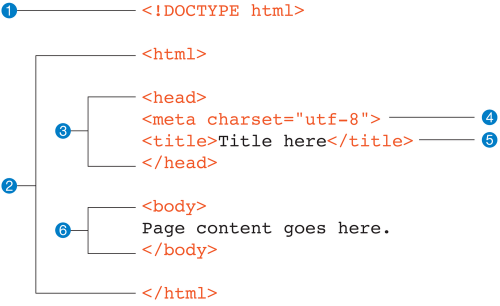 1 <!DOCTYPE html>
<html>
3 <head>
<meta charset="utf-8"> 4
<title>Title here</title> 5
</head>
2
<body>
6 Page content goes here.
</body>
</html>